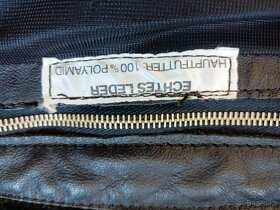 ECHTES LEDER
HAUPTFUTTER: 100 % POLYAMID